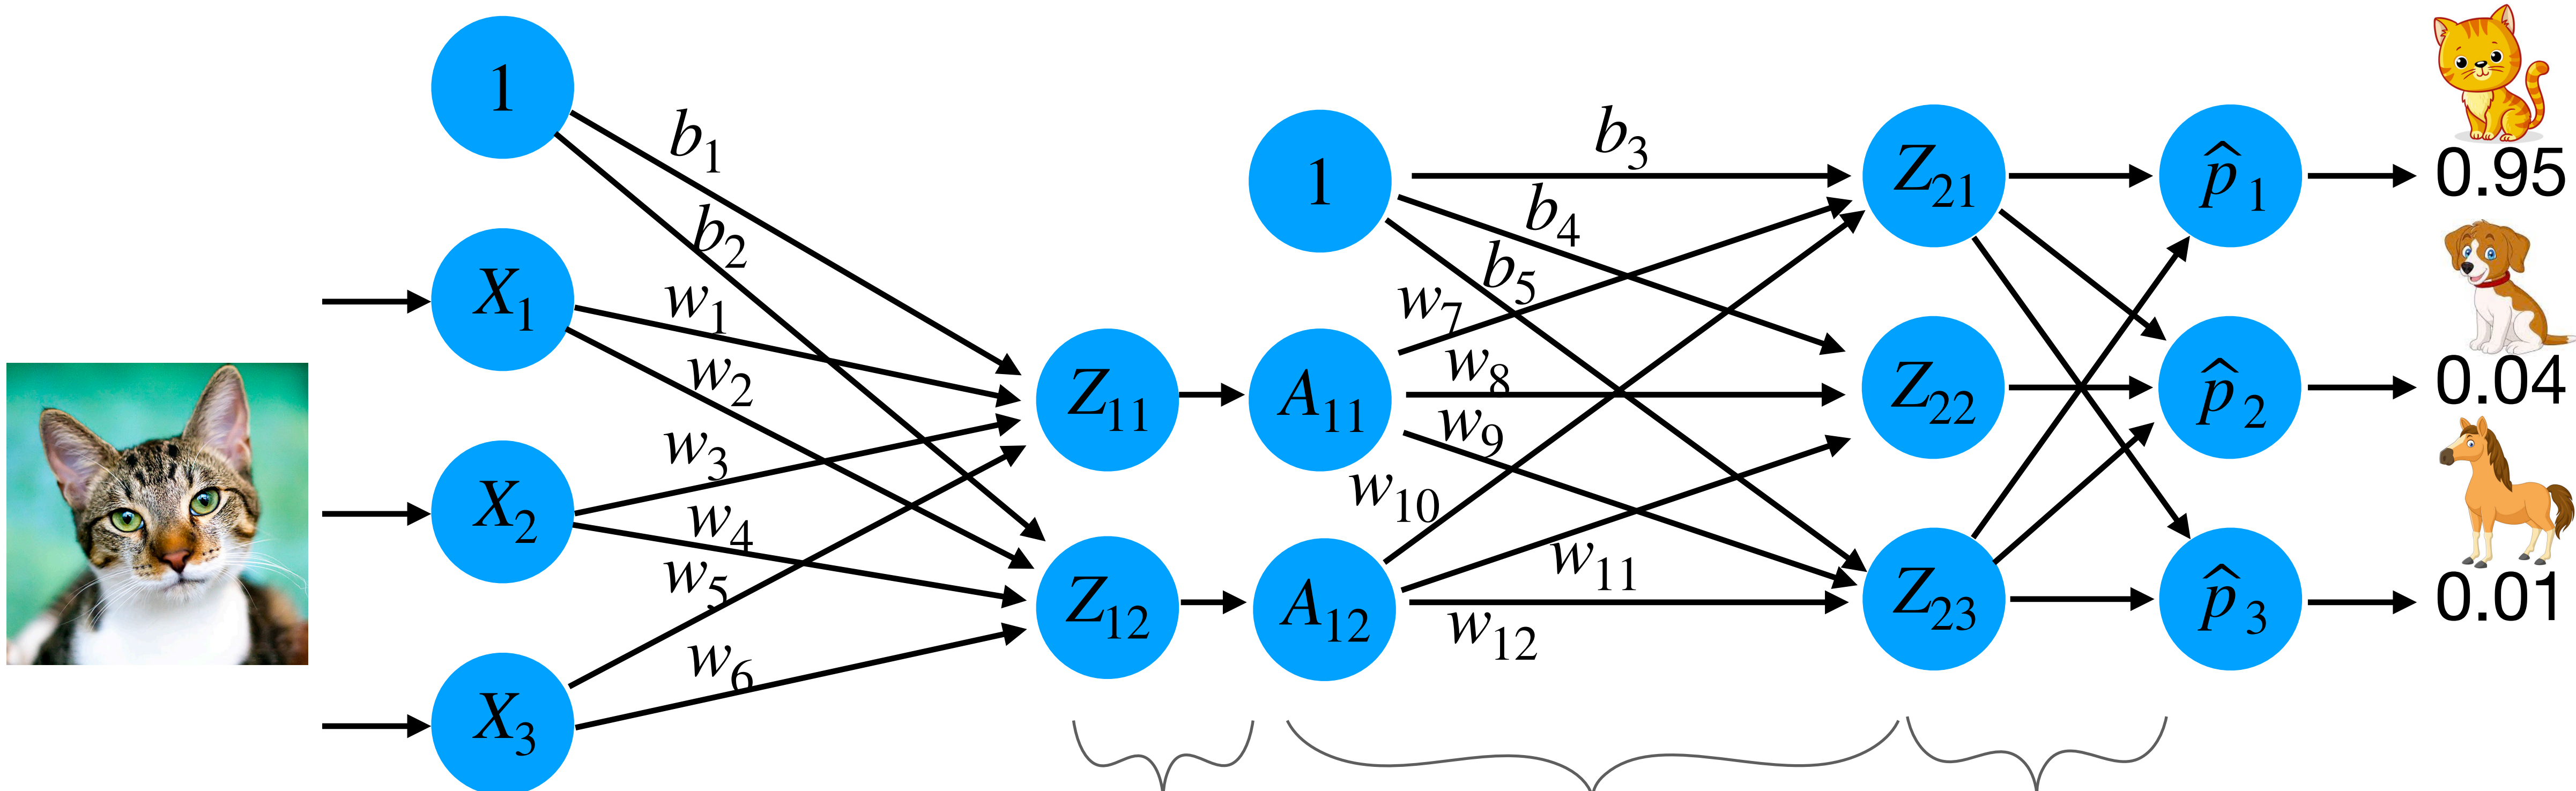 1
b₁
b₂
X₁
w₁
w₂
X₂
w₃
w₄
X₃
w₅
w₆
Z₁₁
Z₁₂
1
A₁₁
A₁₂
b₃
b₄
b₅
w₇
w₈
w₉
w₁₀
w₁₁
w₁₂
Z₂₁
Z₂₂
Z₂₃
p̂₁
p̂₂
p̂₃
0.95
0.04
0.01